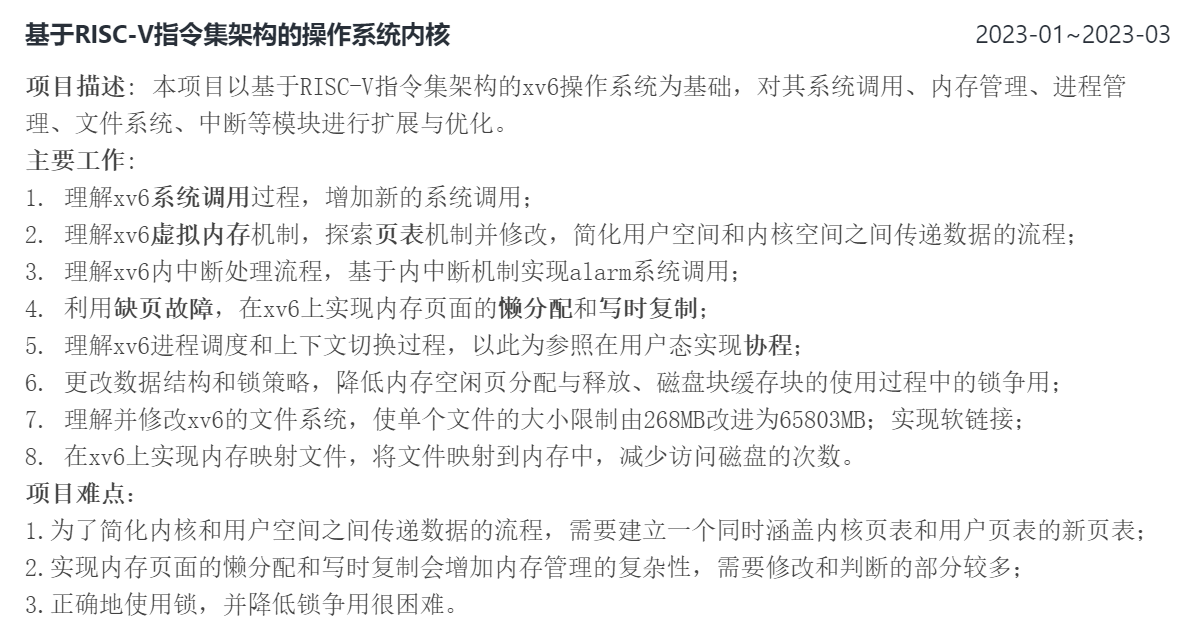 基于RISC-V指令集架构的操作系统内核 2023-01~2023-03
项目描述: 本项目以基于RISC-V指令集架构的xv6操作系统为基础，对其系统调用、内存管理、进程管
理、文件系统、中断等模块进行扩展与优化。
主要工作:
1. 理解xv6系统调用过程，增加新的系统调用;
2. 理解xv6虚拟内存机制，探索页表机制并修改，简化用户空间和内核空间之间传递数据的流程;
3. 理解xv6内中断处理流程，基于内中断机制实现alarm系统调用;
4. 利用缺页故障，在xv6上实现内存页面的懒分配和写时复制;
5. 理解xv6进程调度和上下文切换过程，以此为参照在用户态实现协程;
6. 更改数据结构和锁策略，降低内存空闲页分配与释放、磁盘块缓存块的使用过程中的锁争用;
7. 理解并修改xv6的文件系统，使单个文件的大小限制由268MB改进为65803MB；实现软链接;
8. 在xv6上实现内存映射文件，将文件映射到内存中，减少访问磁盘的次数。
项目难点:
1.为了简化内核和用户空间之间传递数据的流程，需要建立一个同时涵盖内核页表和用户页表的新页表;
2.实现内存页面的懒分配和写时复制会增加内存管理的复杂性，需要修改和判断的部分较多;
3.正确地使用锁，并降低锁争用很困难。